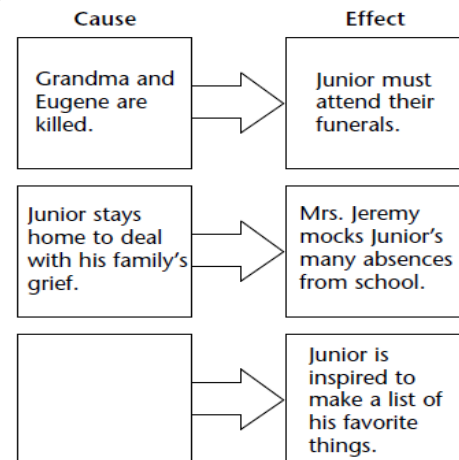 Cause
Effect
Grandma and
Eugene are
killed.
Junior must
attend their
funerals.
Junior stays
home to deal
with his family's
grief.
Mrs. Jeremy
mocks Junior's
many absences
from school.
Junior is
inspired to
make a list of
his favorite
things.